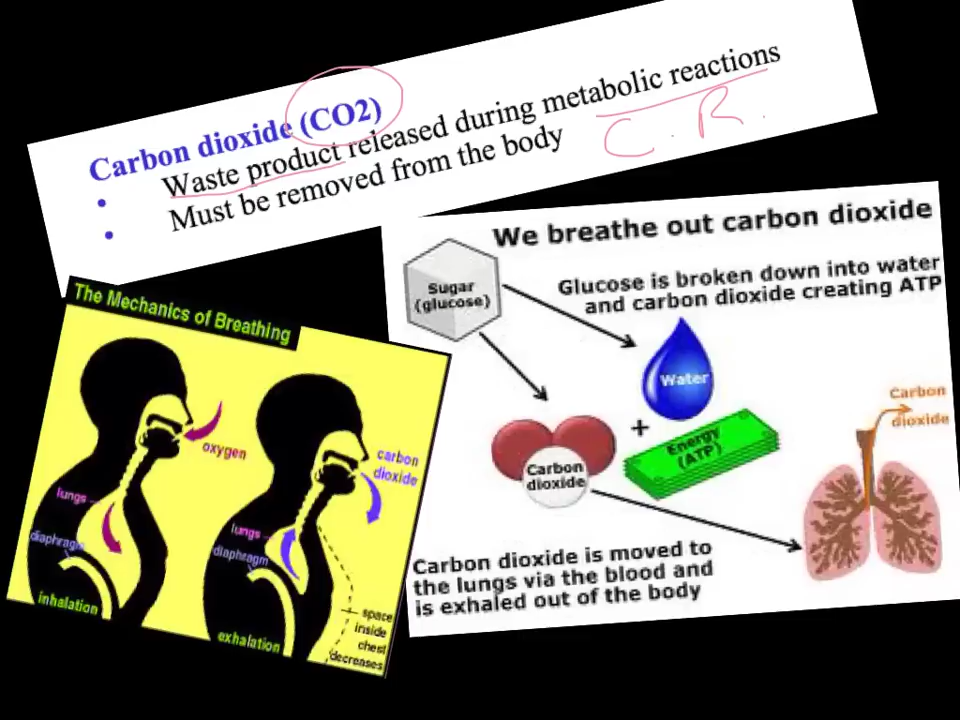 Carbon dioxide (CO2)
• Waste product released during metabolic reactions
• Must be removed from the body
C. R.
We breathe out carbon dioxide
Sugar
(glucose)
Glucose is broken down into water
and carbon dioxide creating ATP
Water
+
Energy
(ATP)
Carbon
dioxide
Carbon
dioxide
Carbon dioxide is moved to
the lungs via the blood and
is exhaled out of the body
The Mechanics of Breathing
oxygen
lungs
diaphragm
inhalation
carbon
dioxide
lungs
diaphragm
exhalation
space
inside
chest
decreases